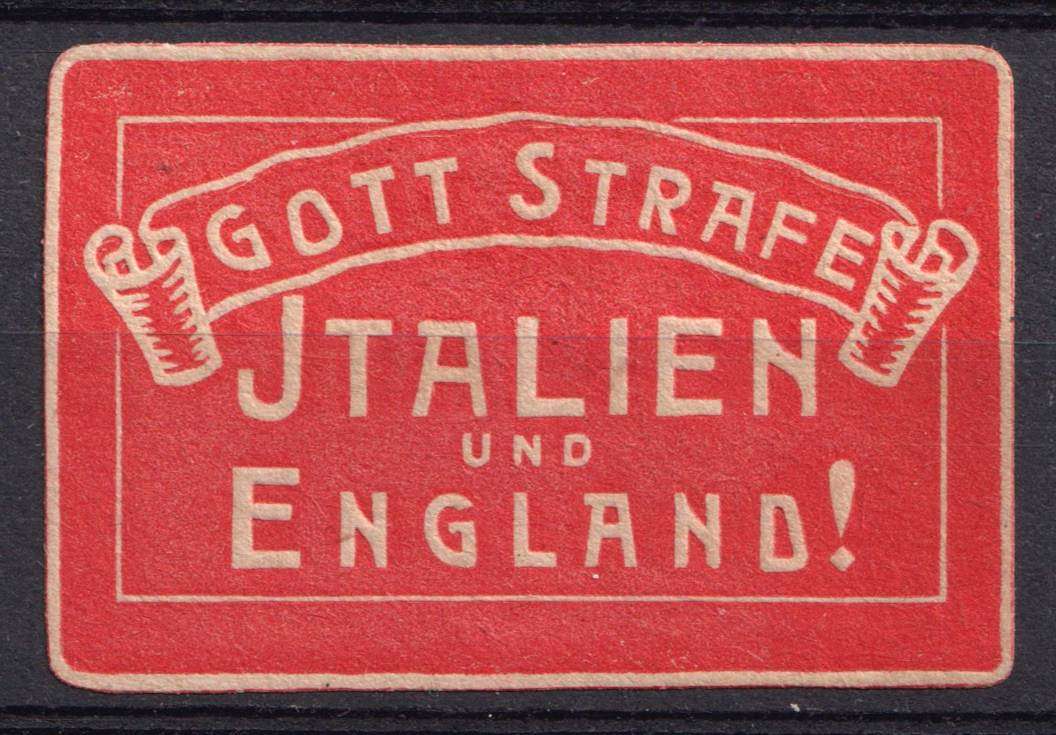 GOTT STRAFE
JTALIEN
UND
ENGLAND!